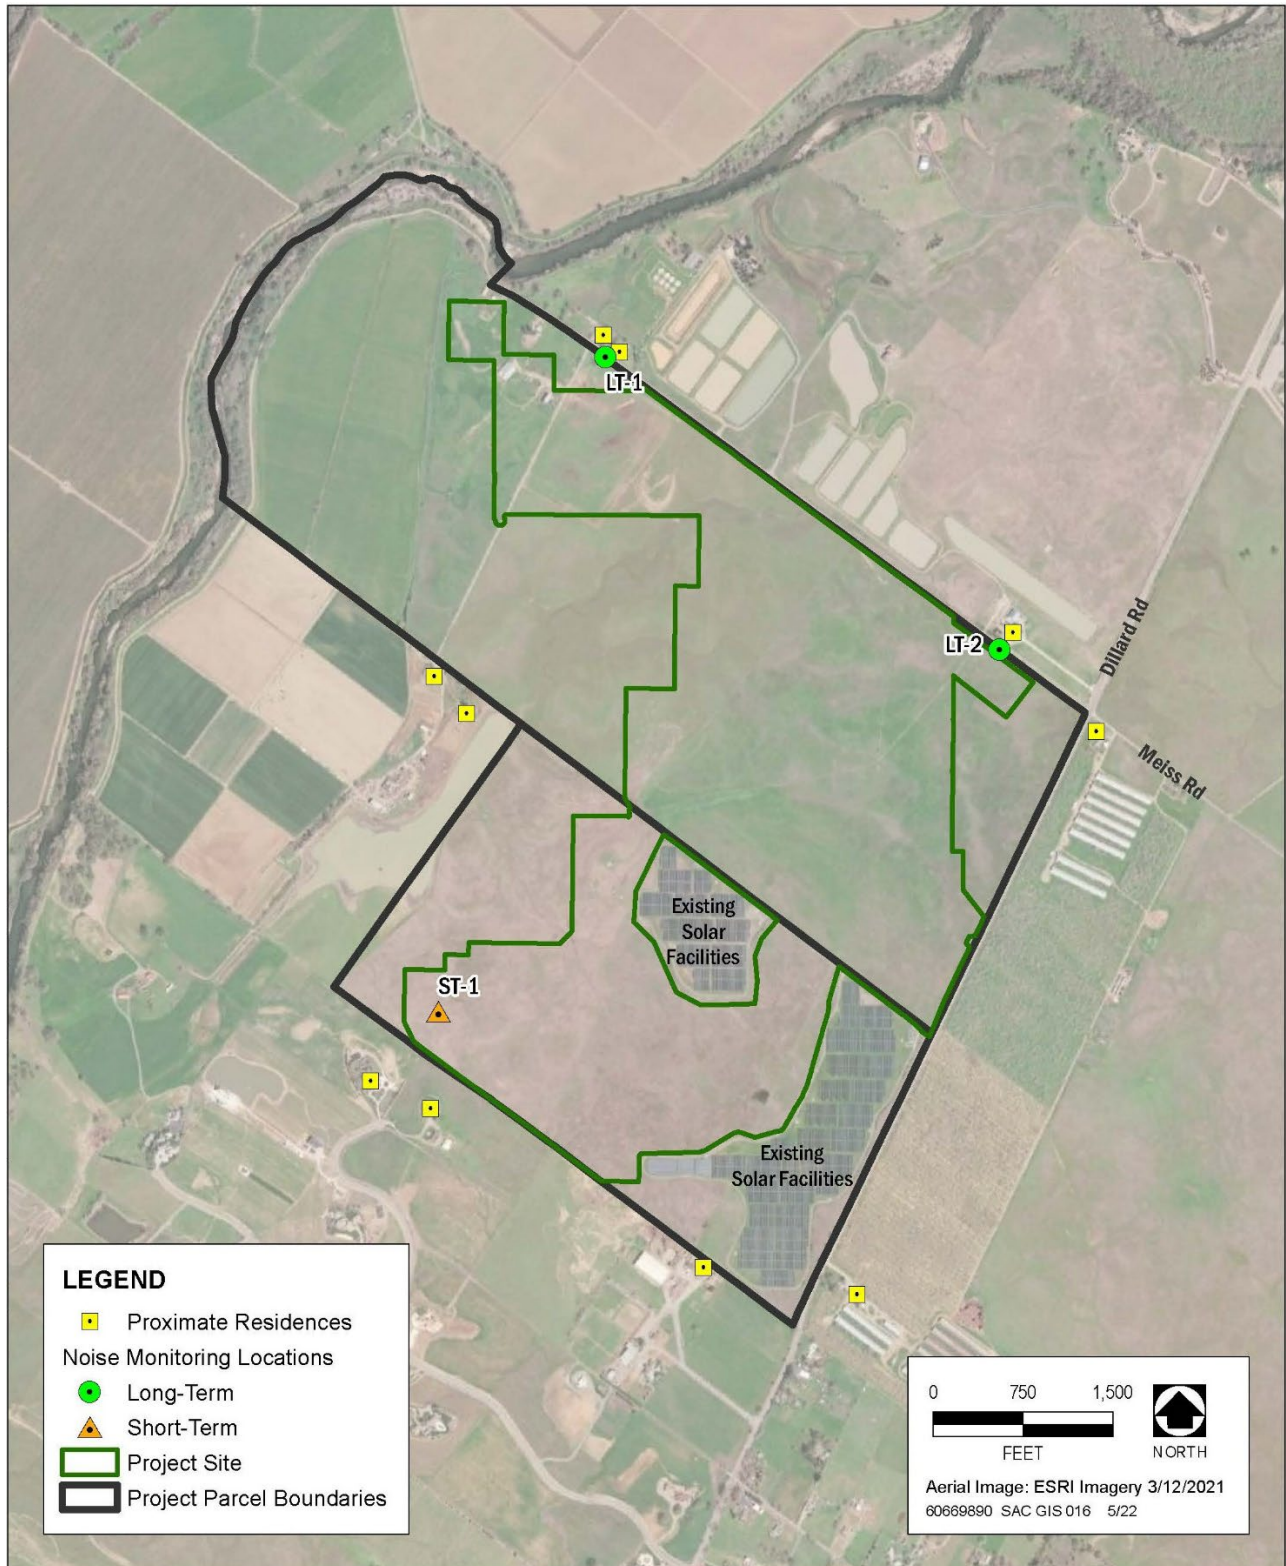 LT-1
LT-2
Dillard Rd
Meiss Rd
Existing
Solar
Facilities
ST-1
Existing
Solar Facilities
LEGEND
Proximate Residences
Noise Monitoring Locations
Long-Term
Short-Term
Project Site
Project Parcel Boundaries
0 750 1,500
FEET
NORTH
Aerial Image: ESRI Imagery 3/12/2021
60669890 SAC GIS 016 5/22